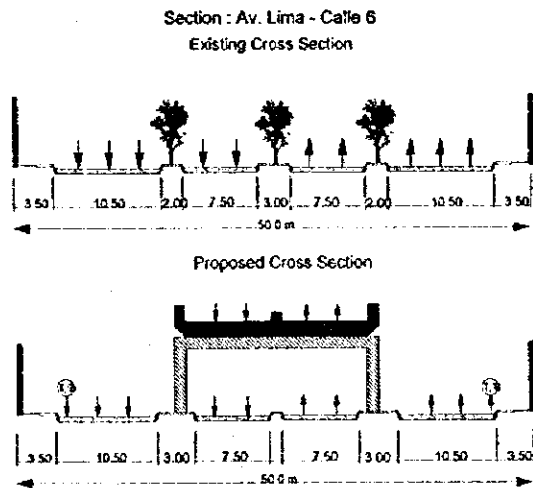 Section : Av. Lima - Calle 6
Existing Cross Section
3.50 10.50 2.00 7.50 3.00 7.50 2.00 10.50 3.50
50.0 m
Proposed Cross Section
3.50 10.50 3.00 7.50 7.50 3.00 10.50 3.50
50.0 m